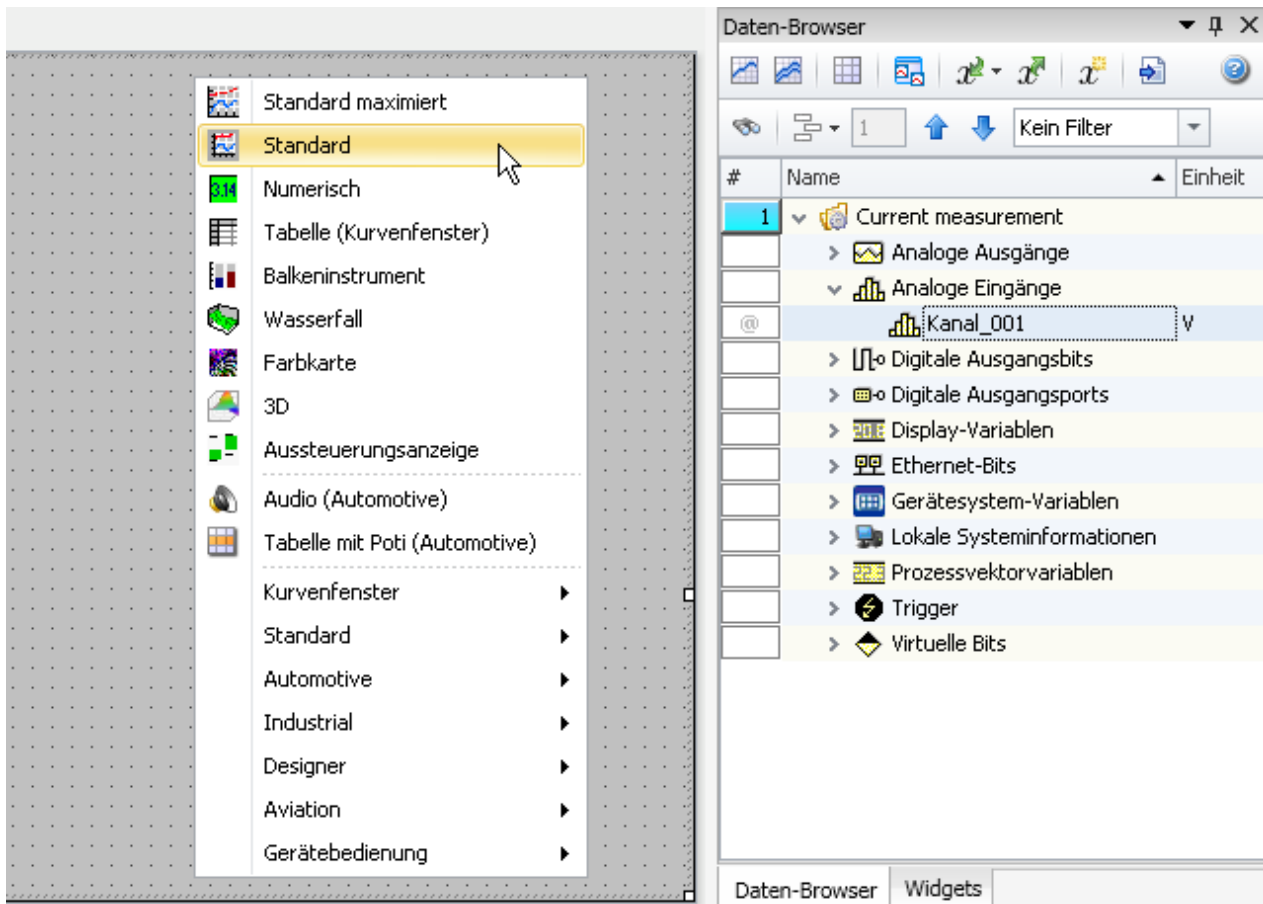 Standard maximiert
Standard
3.14 Numerisch
Tabelle (Kurvenfenster)
Balkeninstrument
Wasserfall
Farbkarte
3D
Aussteuerungsanzeige
Audio (Automotive)
Tabelle mit Poti (Automotive)
Kurvenfenster
Standard
Automotive
Industrial
Designer
Aviation
Gerätebedienung
Daten-Browser
1 Kein Filter
# Name Einheit
1 Current measurement
Analoge Ausgänge
Analoge Eingänge
@ Kanal_001 V
Digitale Ausgangsbits
Digitale Ausgangsports
Display-Variablen
Ethernet-Bits
Gerätesystem-Variablen
Lokale Systeminformationen
22.3 Prozessvektorvariablen
Trigger
Virtuelle Bits
Daten-Browser Widgets